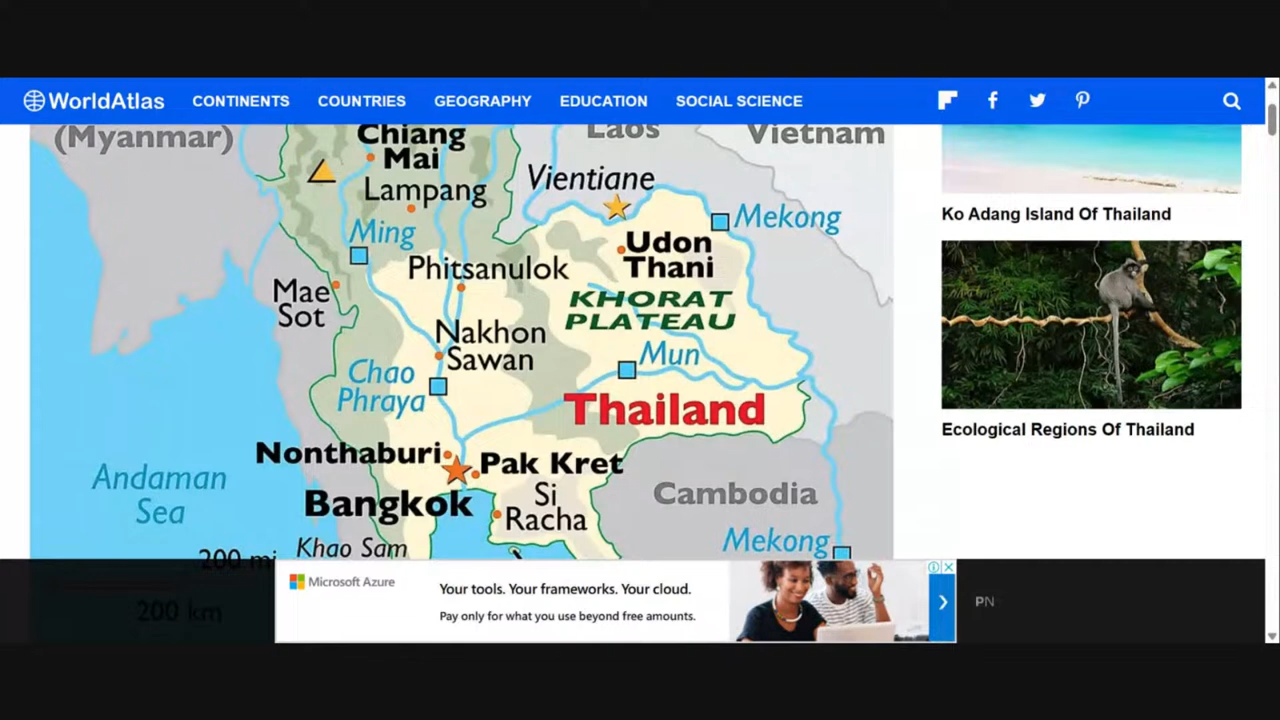 WorldAtlas
CONTINENTS
COUNTRIES
GEOGRAPHY
EDUCATION
SOCIAL SCIENCE
(Myanmar)
Chiang
Mai
Laos
Vietnam
Lampang
Vientiane
Mekong
Ming
Udon
Thani
Phitsanulok
Mae
Sot
KHORAT
PLATEAU
Nakhon
Sawan
Mun
Chao
Phraya
Thailand
Nonthaburi
Pak Kret
Bangkok
Si
Racha
Cambodia
Andaman
Sea
Mekong
Khao Sam
200 mi
200 km
Ko Adang Island Of Thailand
Ecological Regions Of Thailand
Microsoft Azure
Your tools. Your frameworks. Your cloud.
Pay only for what you use beyond free amounts.
PN